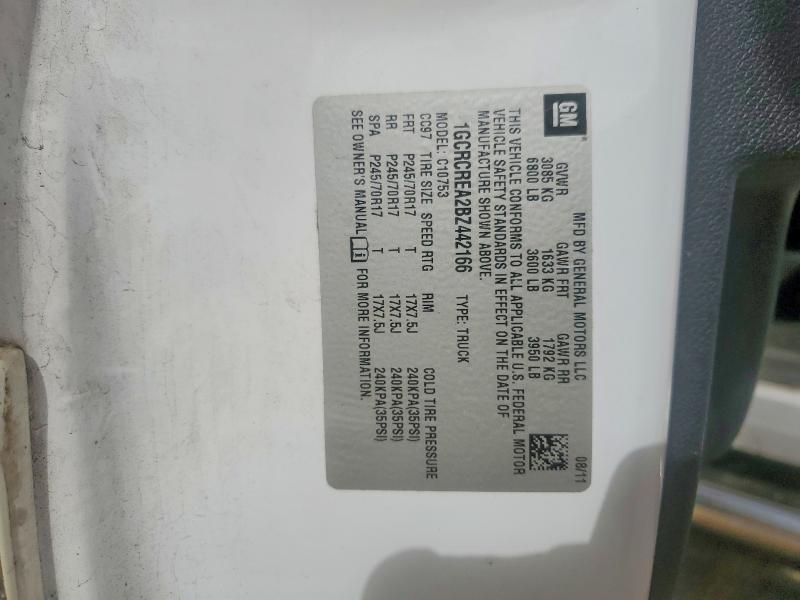 MFD BY GENERAL MOTORS LLC 08/11
GM
GVWR GAWR FRT GAWR RR
3085 KG 1633 KG 1792 KG
6800 LB 3600 LB 3950 LB
THIS VEHICLE CONFORMS TO ALL APPLICABLE U.S. FEDERAL MOTOR
VEHICLE SAFETY STANDARDS IN EFFECT ON THE DATE OF
MANUFACTURE SHOWN ABOVE.
1GCRCREA2BZ442166 TYPE: TRUCK
MODEL: C10753
CC97 TIRE SIZE SPEED RTG RIM COLD TIRE PRESSURE
FRT P245/70R17 T 17X7.5J 240KPA(35PSI)
RR P245/70R17 T 17X7.5J 240KPA(35PSI)
SPA P245/70R17 T 17X7.5J 240KPA(35PSI)
SEE OWNER'S MANUAL FOR MORE INFORMATION.